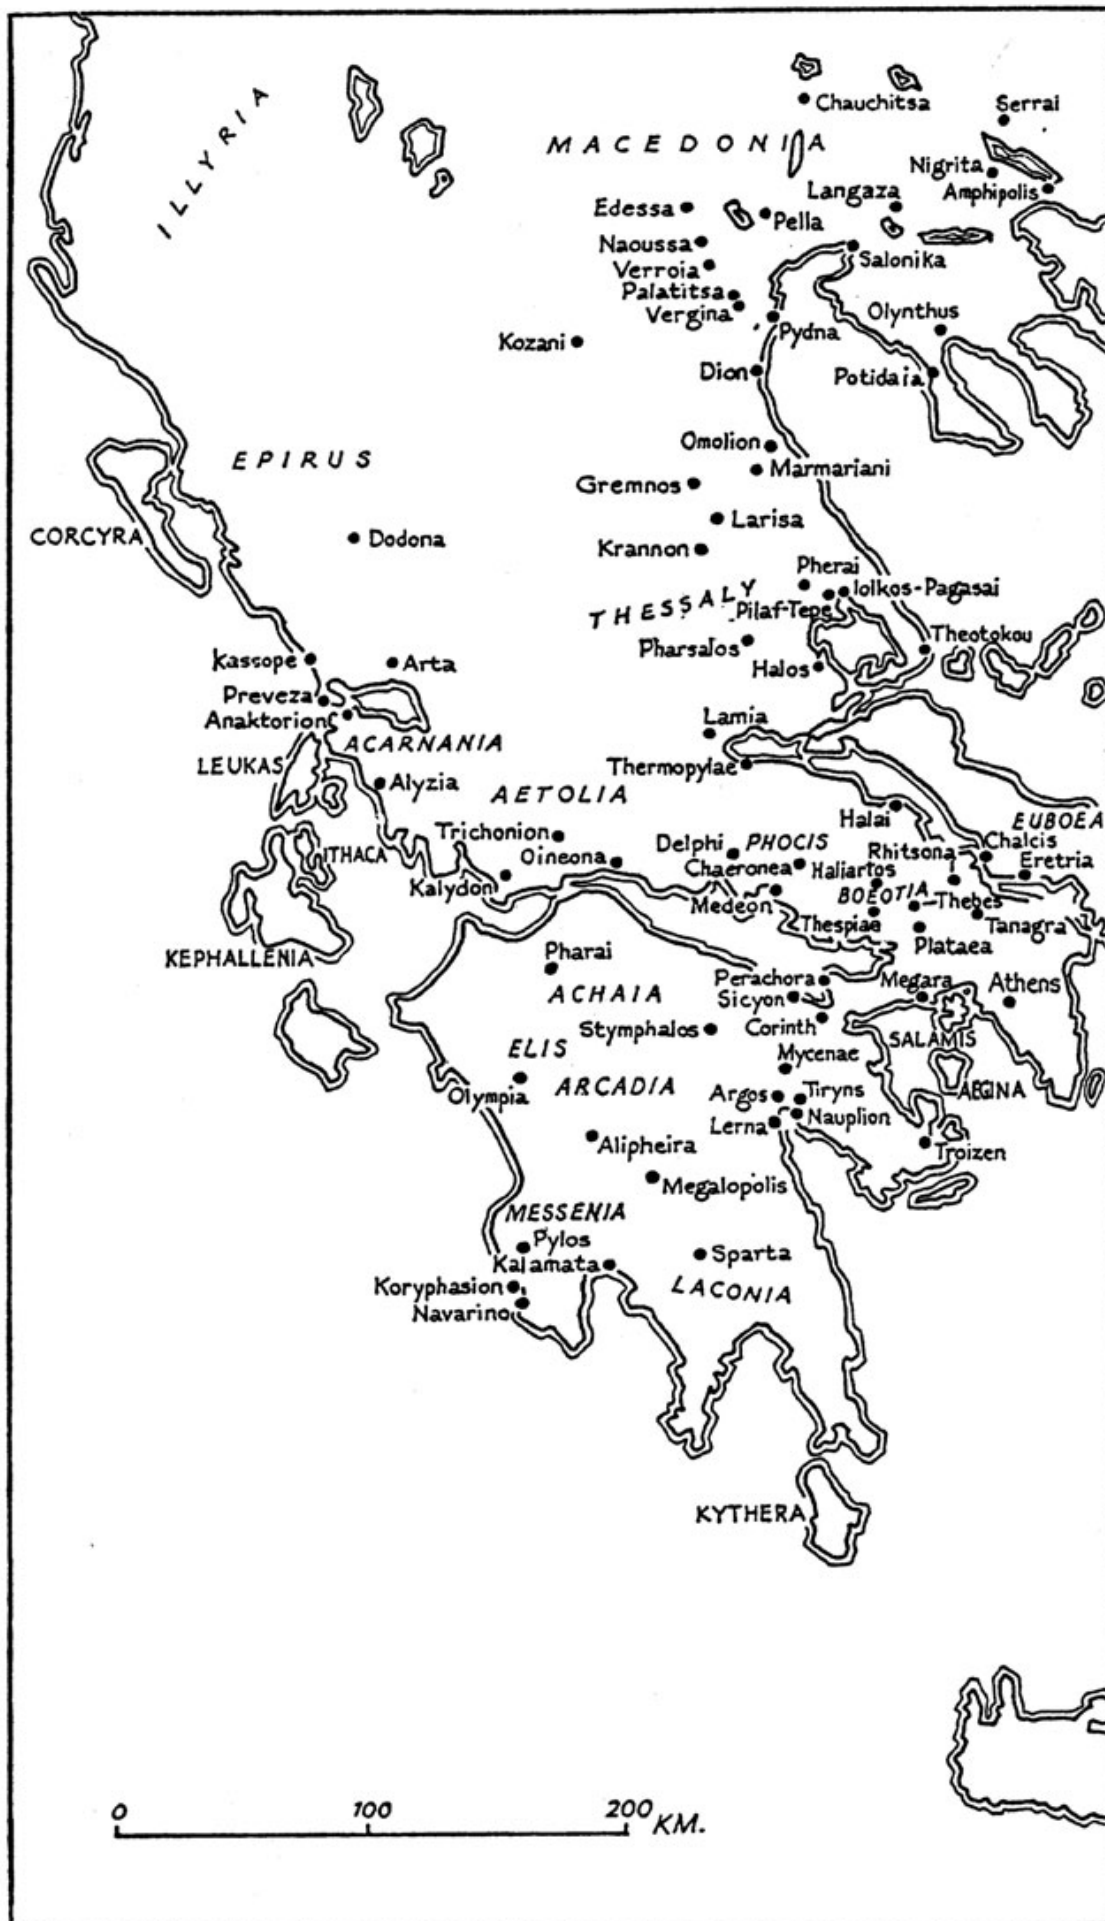 ILLYRIA
MACEDONIA
Chauchitsa
Serrai
Nigrita
Amphipolis
Langaza
Edessa
Pella
Naoussa
Salonika
Verroia
Palatitsa
Vergina
Olynthus
Pydna
Kozani
Dion
Potidaia
Omolion
EPIRUS
Marmariani
Gremnos
Larisa
CORCYRA
Dodona
Krannon
Pherai
Iolkos-Pagasai
THESSALY
Pilaf-Tepe
Pharsalos
Theotokou
Kassope
Arta
Halos
Preveza
Anaktorion
Lamia
ACARNANIA
LEUKAS
Thermopylae
Alyzia
AETOLIA
Halai
EUBOEA
Trichonion
Delphi
PHOCIS
Chalcis
ITHACA
Oineona
Chaeronea
Haliartos
Rhitsona
Eretria
Kalydon
Medeon
BOEOTIA
Thebes
Thespiae
Tanagra
Plataea
KEPHALLENIA
Pharai
Perachora
Megara
Athens
ACHAIA
Sicyon
Stymphalos
Corinth
SALAMIS
ELIS
Mycenae
Olympia
ARCADIA
Argos
Tiryns
AEGINA
Nauplion
Lerna
Alipheira
Troizen
Megalopolis
MESSENIA
Pylos
Kalamata
Sparta
Koryphasion
LACONIA
Navarino
KYTHERA
0 100 200 KM.